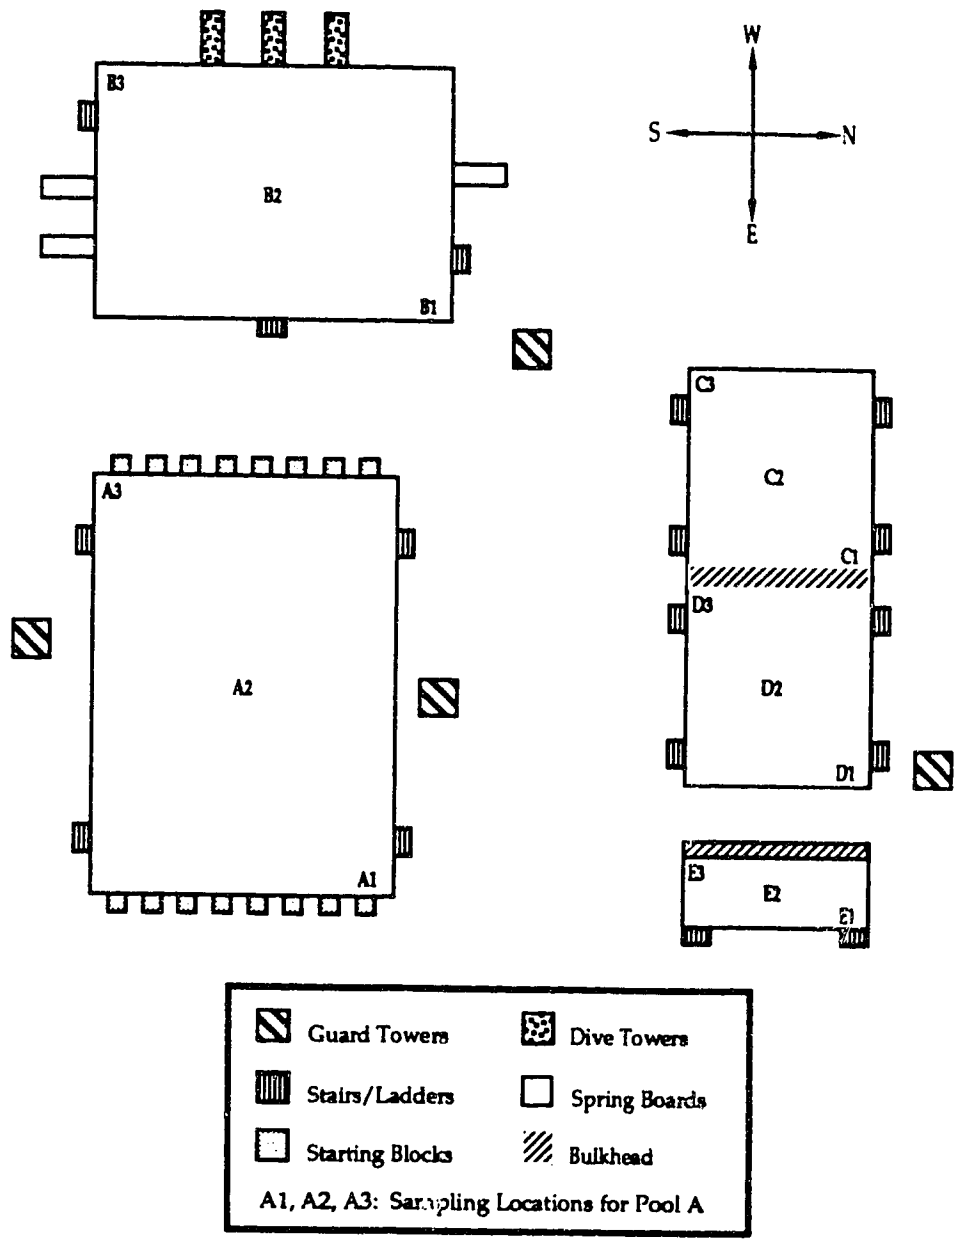 W
S N
E
B3
B2
B1
C3
C2
C1
A3
A2
A1
D3
D2
D1
E3
E2
E1
Guard Towers
Dive Towers
Stairs/Ladders
Spring Boards
Starting Blocks
Bulkhead
A1, A2, A3: Sampling Locations for Pool A